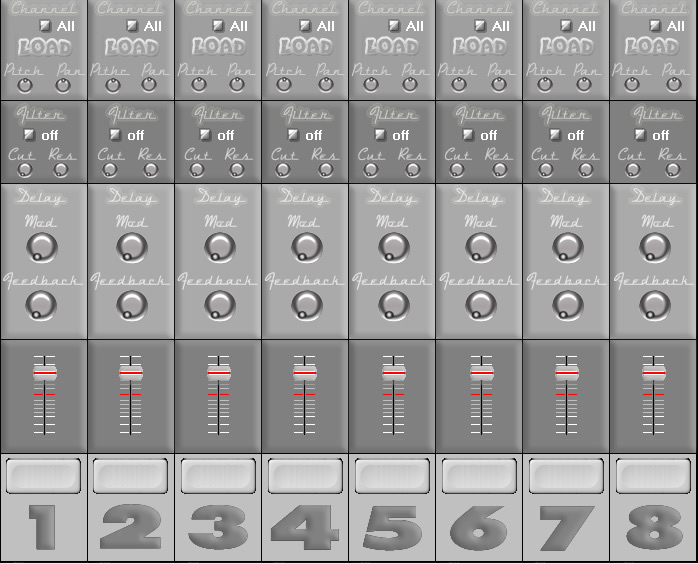 Channel Channel Channel Channel Channel Channel Channel Channel
All All All All All All All All
LOAD LOAD LOAD LOAD LOAD LOAD LOAD LOAD
Pitch Pan Pithc Pan Pitch Pan Pitch Pan Pitch Pan Pitch Pan Pitch Pan Pitch Pan
Filter Filter Filter Filter Filter Filter Filter Filter
off off off off off off off off
Cut Res Cut Res Cut Res Cut Res Cut Res Cut Res Cut Res Cut Res
Delay Delay Delay Delay Delay Delay Delay Delay
Mod Mod Mod Mod Mod Mod Mod Mod
Feedback Feedback Feedback Feedback Feedback Feedback Feedback Feedback
1 2 3 4 5 6 7 8